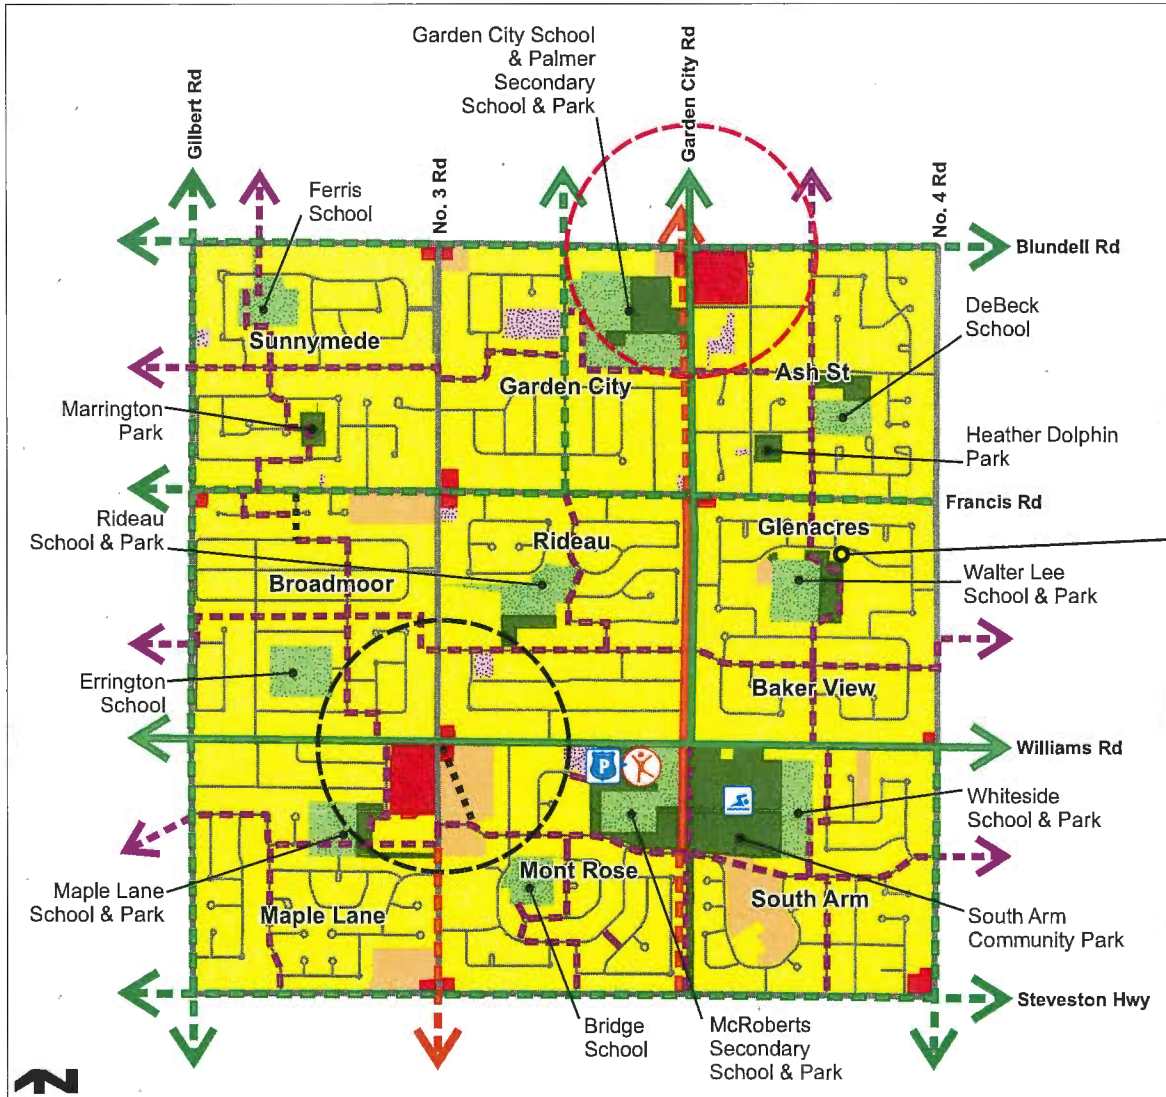 Garden City School
& Palmer
Secondary
School & Park
Garden City Rd
Gilbert Rd
No. 3 Rd
No. 4 Rd
Ferris
School
Blundell Rd
DeBeck
School
Sunnymede
Ash St
Garden City
Marrington
Park
Heather Dolphin
Park
Francis Rd
Rideau
School & Park
Rideau
Glenacres
Broadmoor
Walter Lee
School & Park
Errington
School
Baker View
Williams Rd
P
Whiteside
School & Park
Mont Rose
Maple Lane
School & Park
Maple Lane
South Arm
South Arm
Community Park
Steveston Hwy
Bridge
School
McRoberts
Secondary
School & Park
N